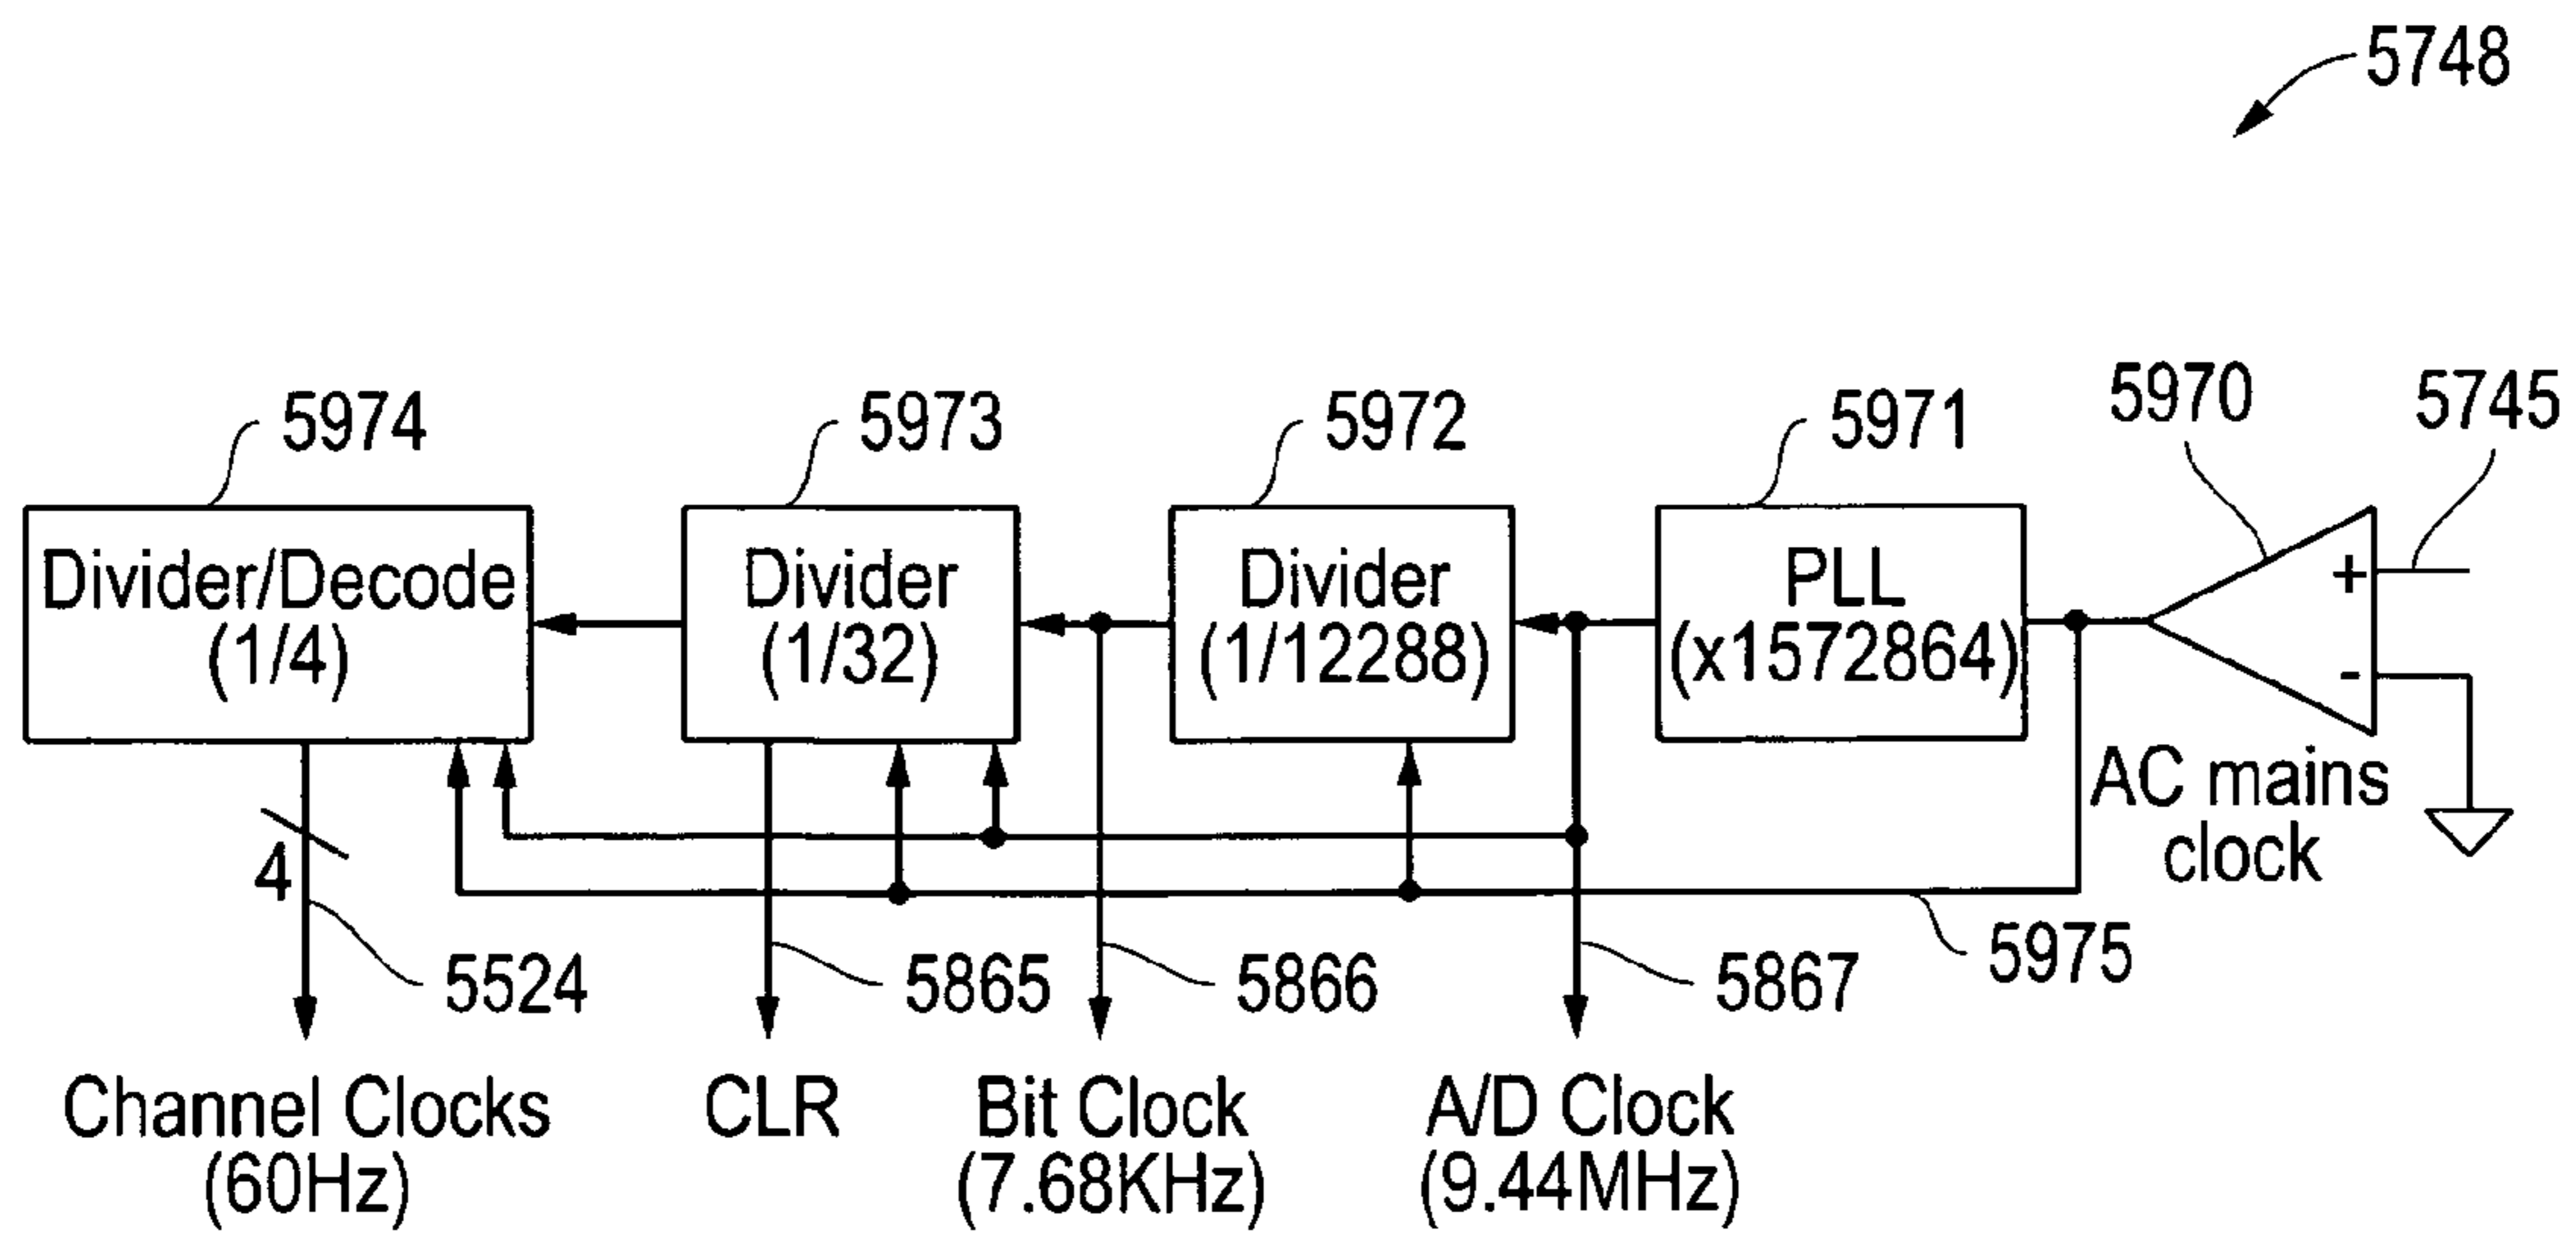 5748
5974
5973
5972
5971
5970
5745
Divider/Decode
(1/4)
Divider
(1/32)
Divider
(1/12288)
PLL
(x1572864)
+
-
AC mains
clock
4
5524
5865
5866
5867
5975
Channel Clocks
(60Hz)
CLR
Bit Clock
(7.68KHz)
A/D Clock
(9.44MHz)